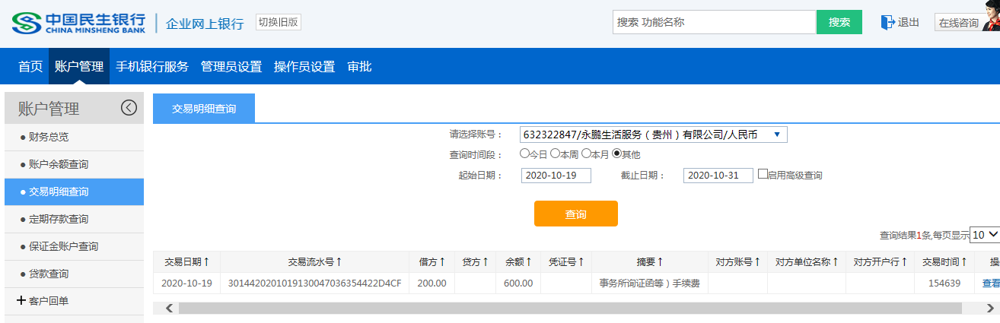 中国民生银行 企业网上银行 切换旧版 搜索 功能名称 搜索 退出 在线咨询
CHINA MINSHENG BANK
首页 账户管理 手机银行服务 管理员设置 操作员设置 审批
账户管理
财务总览
账户余额查询
交易明细查询
定期存款查询
保证金账户查询
贷款查询
客户回单
交易明细查询
请选择账号： 632322847/永鹏生活服务（贵州）有限公司/人民币
查询时间段： 今日 本周 本月 其他
起始日期： 2020-10-19 截止日期： 2020-10-31 启用高级查询
查询
查询结果1条,每页显示 10
交易日期↑ 交易流水号↑ 借方↑ 贷方↑ 余额↑ 凭证号↑ 摘要↑ 对方账号↑ 对方单位名称↑ 对方开户行↑ 交易时间↑ 操
2020-10-19 3014420201019130047036354422D4CF 200.00 600.00 事务所询证函等）手续费 154639 查看